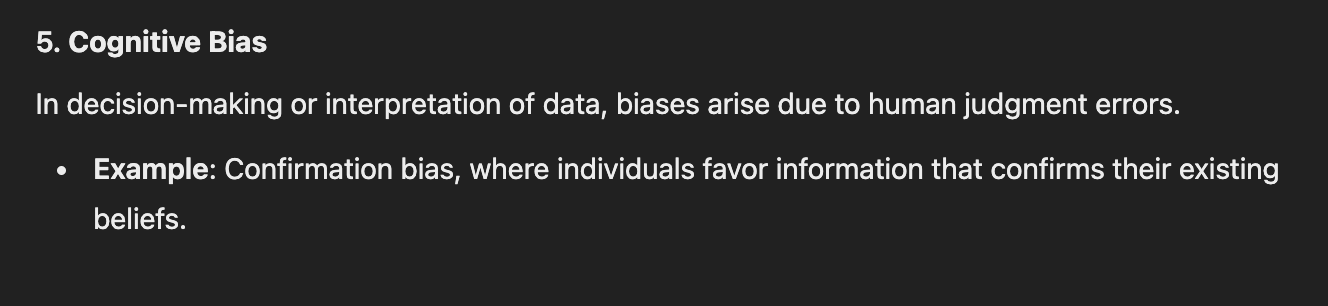 5. Cognitive Bias
In decision-making or interpretation of data, biases arise due to human judgment errors.
• Example: Confirmation bias, where individuals favor information that confirms their existing
beliefs.